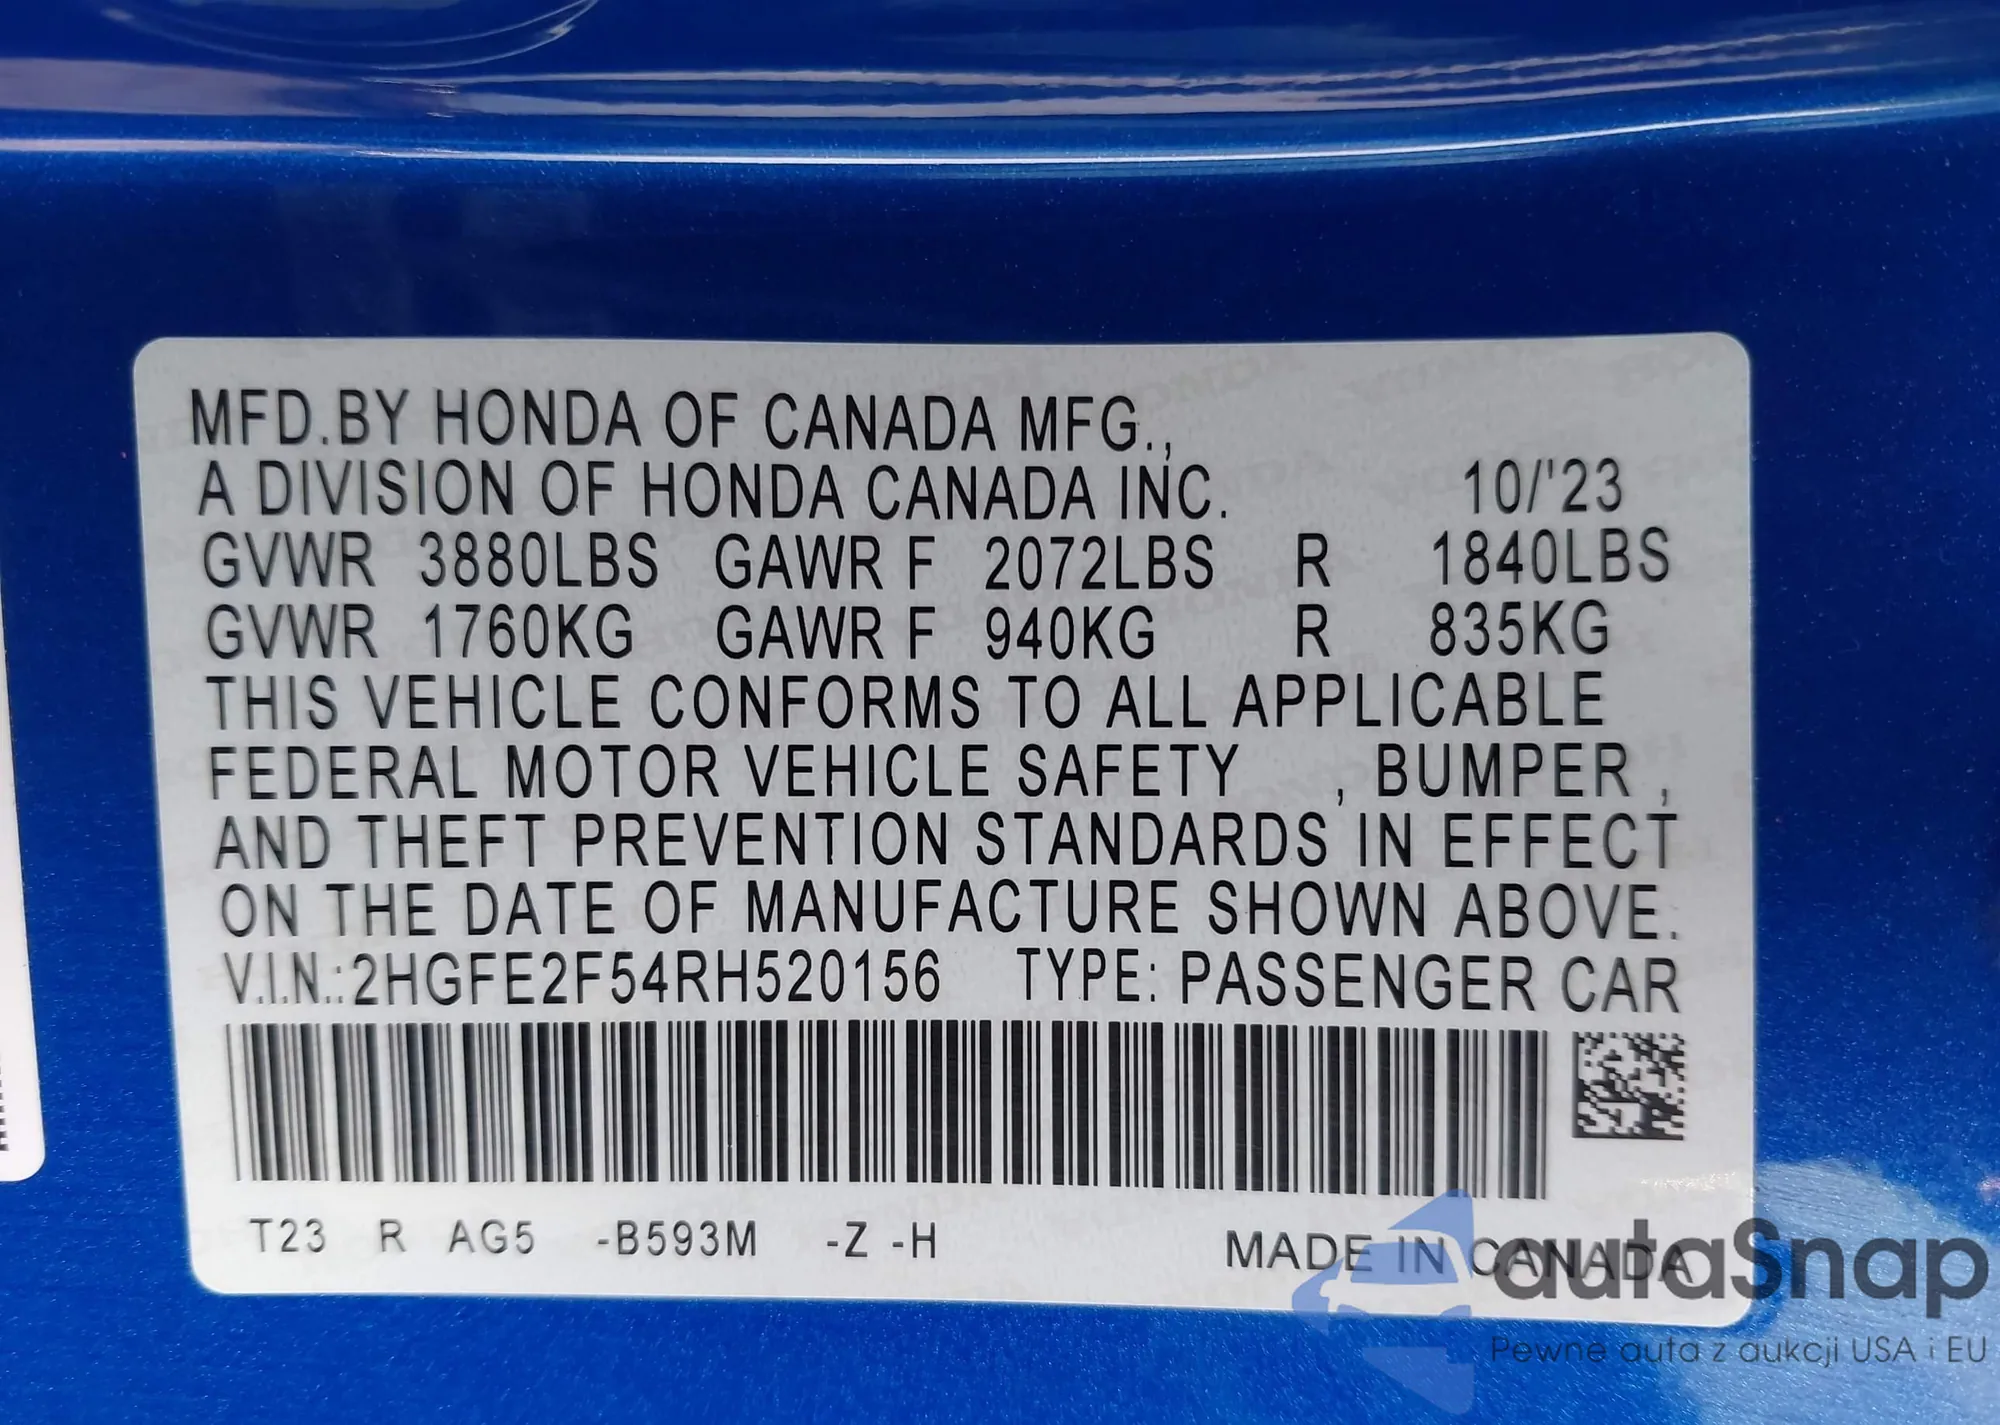 MFD.BY HONDA OF CANADA MFG.,
A DIVISION OF HONDA CANADA INC. 10/'23
GVWR 3880LBS GAWR F 2072LBS R 1840LBS
GVWR 1760KG GAWR F 940KG R 835KG
THIS VEHICLE CONFORMS TO ALL APPLICABLE
FEDERAL MOTOR VEHICLE SAFETY , BUMPER ,
AND THEFT PREVENTION STANDARDS IN EFFECT
ON THE DATE OF MANUFACTURE SHOWN ABOVE.
V.I.N.:2HGFE2F54RH520156 TYPE: PASSENGER CAR
T23 R AG5 -B593M -Z -H MADE IN CANADA
autaSnap
Pewne auta z aukcji USA i EU